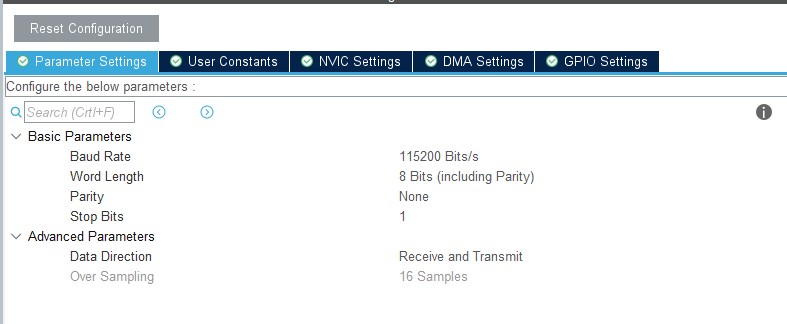 Reset Configuration
Parameter Settings User Constants NVIC Settings DMA Settings GPIO Settings
Configure the below parameters :
Search (Crtl+F)
Basic Parameters
Baud Rate 115200 Bits/s
Word Length 8 Bits (including Parity)
Parity None
Stop Bits 1
Advanced Parameters
Data Direction Receive and Transmit
Over Sampling 16 Samples